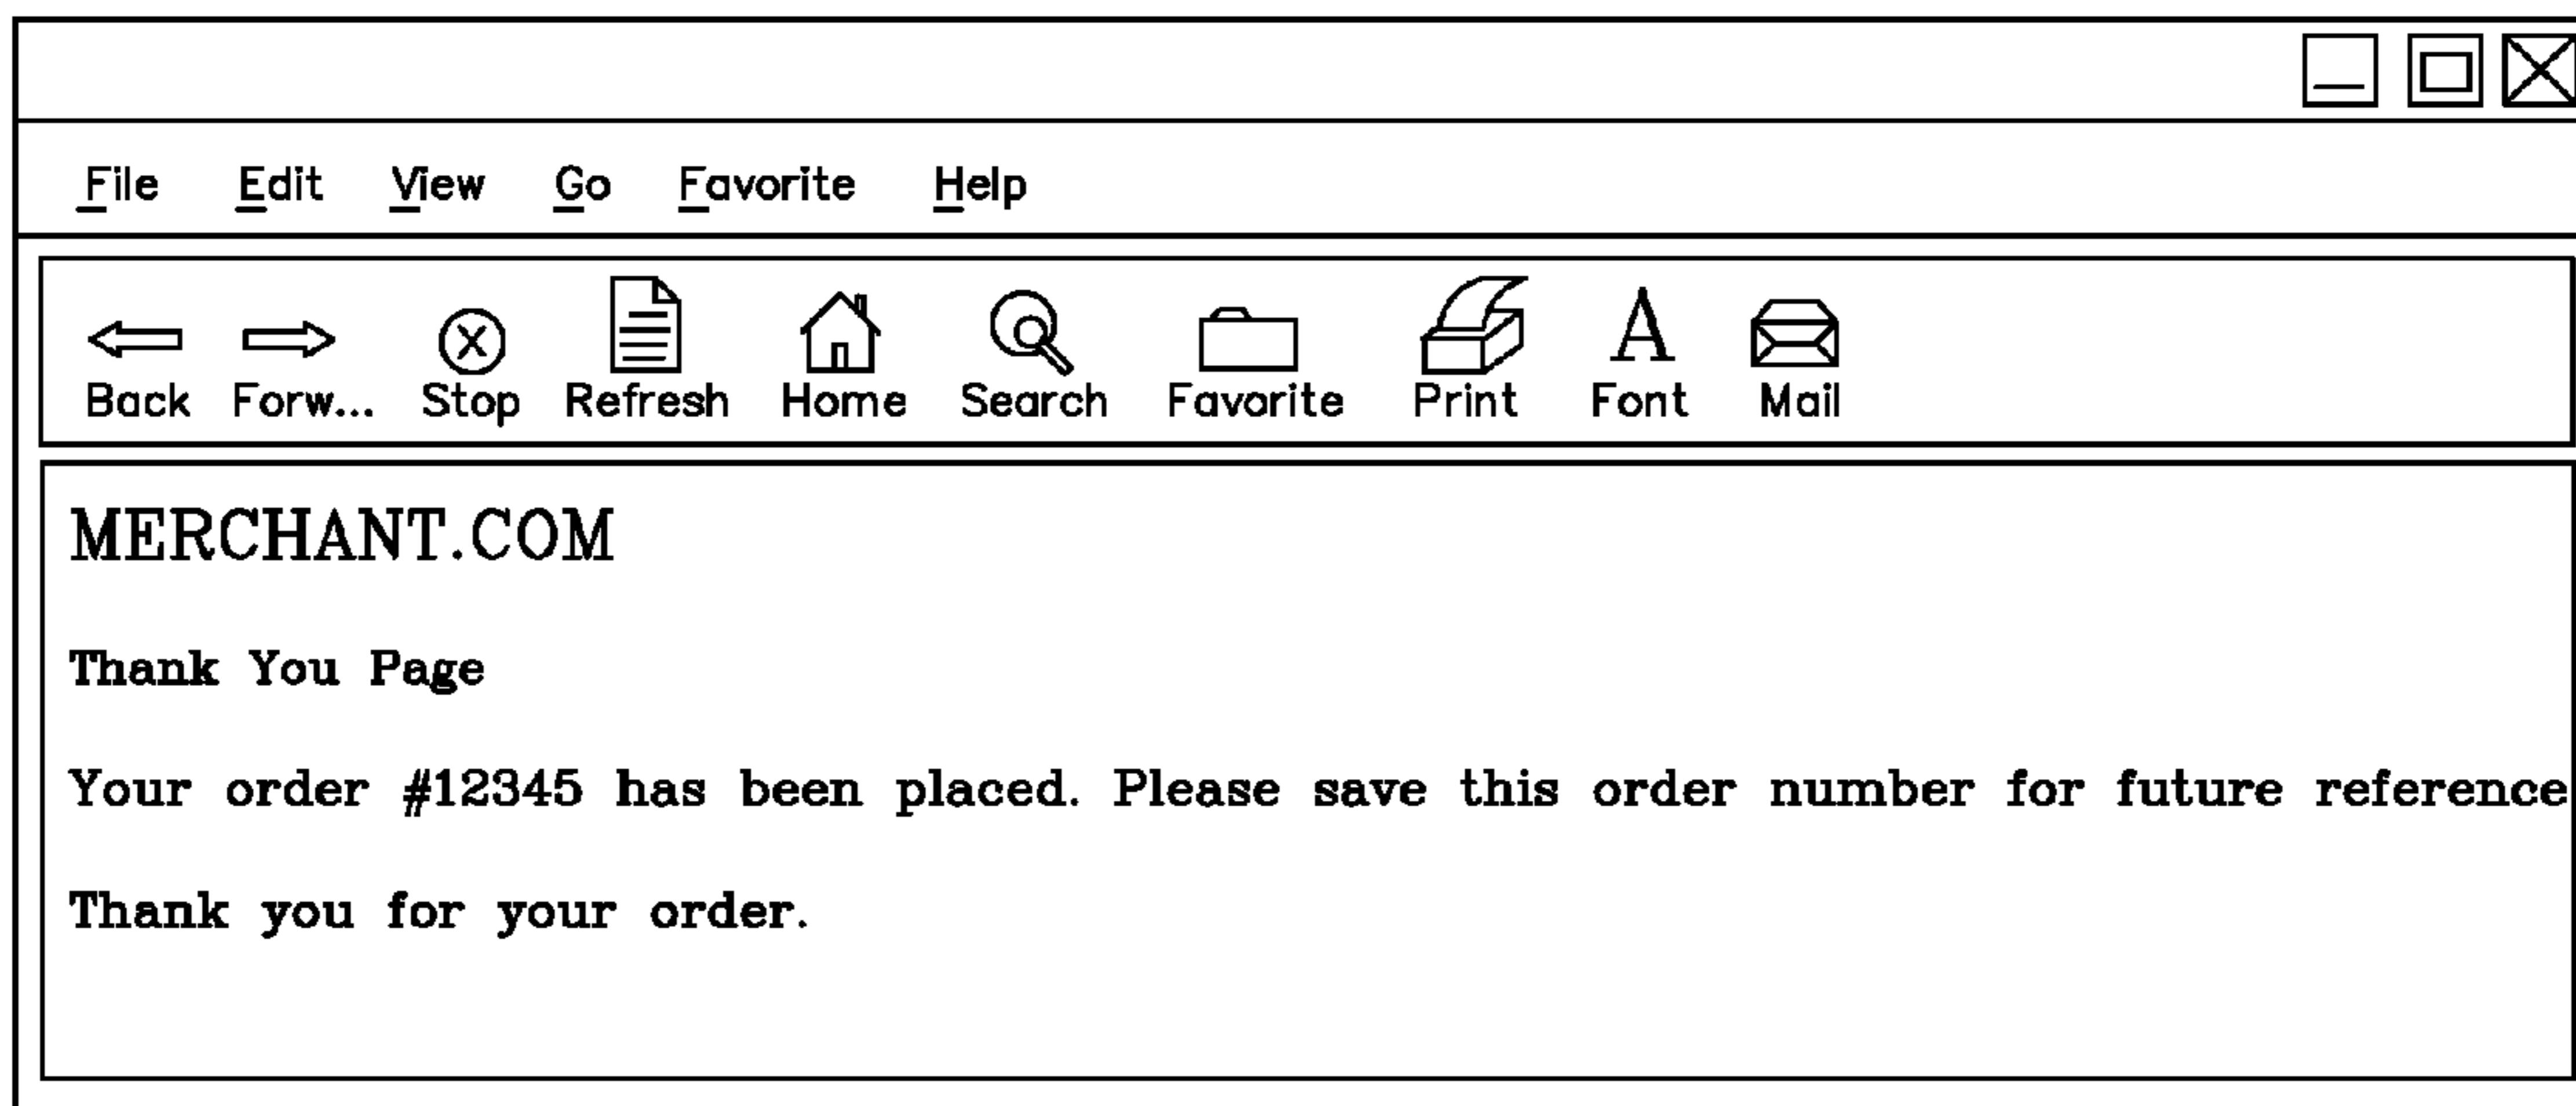 File Edit View Go Favorite Help
Back Forw... Stop Refresh Home Search Favorite Print Font Mail
MERCHANT.COM
Thank You Page
Your order #12345 has been placed. Please save this order number for future reference
Thank you for your order.